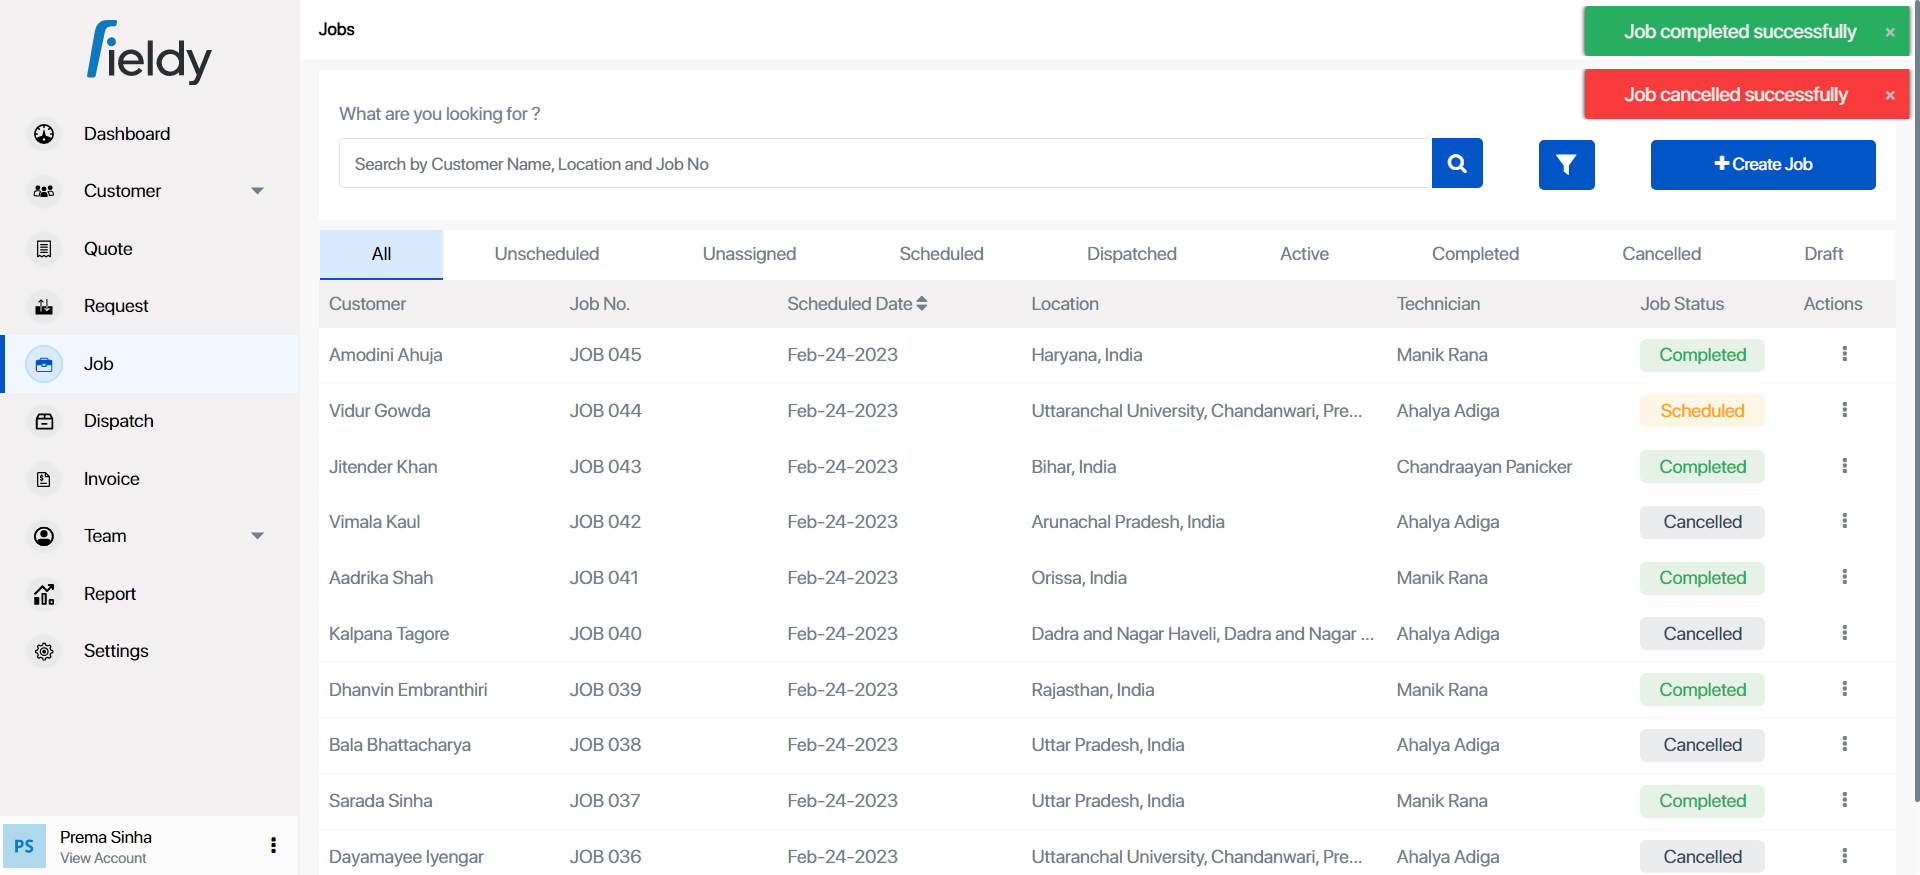 fieldy
Dashboard
Customer
Quote
Request
Job
Dispatch
Invoice
Team
Report
Settings
PS
Prema Sinha
View Account
Jobs
Job completed successfully ×
Job cancelled successfully ×
What are you looking for ?
Search by Customer Name, Location and Job No
Create Job
All Unscheduled Unassigned Scheduled Dispatched Active Completed Cancelled Draft
Customer Job No. Scheduled Date Location Technician Job Status Actions
Amodini Ahuja JOB 045 Feb-24-2023 Haryana, India Manik Rana Completed
Vidur Gowda JOB 044 Feb-24-2023 Uttaranchal University, Chandanwari, Pre... Ahalya Adiga Scheduled
Jitender Khan JOB 043 Feb-24-2023 Bihar, India Chandraayan Panicker Completed
Vimala Kaul JOB 042 Feb-24-2023 Arunachal Pradesh, India Ahalya Adiga Cancelled
Aadrika Shah JOB 041 Feb-24-2023 Orissa, India Manik Rana Completed
Kalpana Tagore JOB 040 Feb-24-2023 Dadra and Nagar Haveli, Dadra and Nagar ... Ahalya Adiga Cancelled
Dhanvin Embranthiri JOB 039 Feb-24-2023 Rajasthan, India Manik Rana Completed
Bala Bhattacharya JOB 038 Feb-24-2023 Uttar Pradesh, India Ahalya Adiga Cancelled
Sarada Sinha JOB 037 Feb-24-2023 Uttar Pradesh, India Manik Rana Completed
Dayamayee Iyengar JOB 036 Feb-24-2023 Uttaranchal University, Chandanwari, Pre... Ahalya Adiga Cancelled